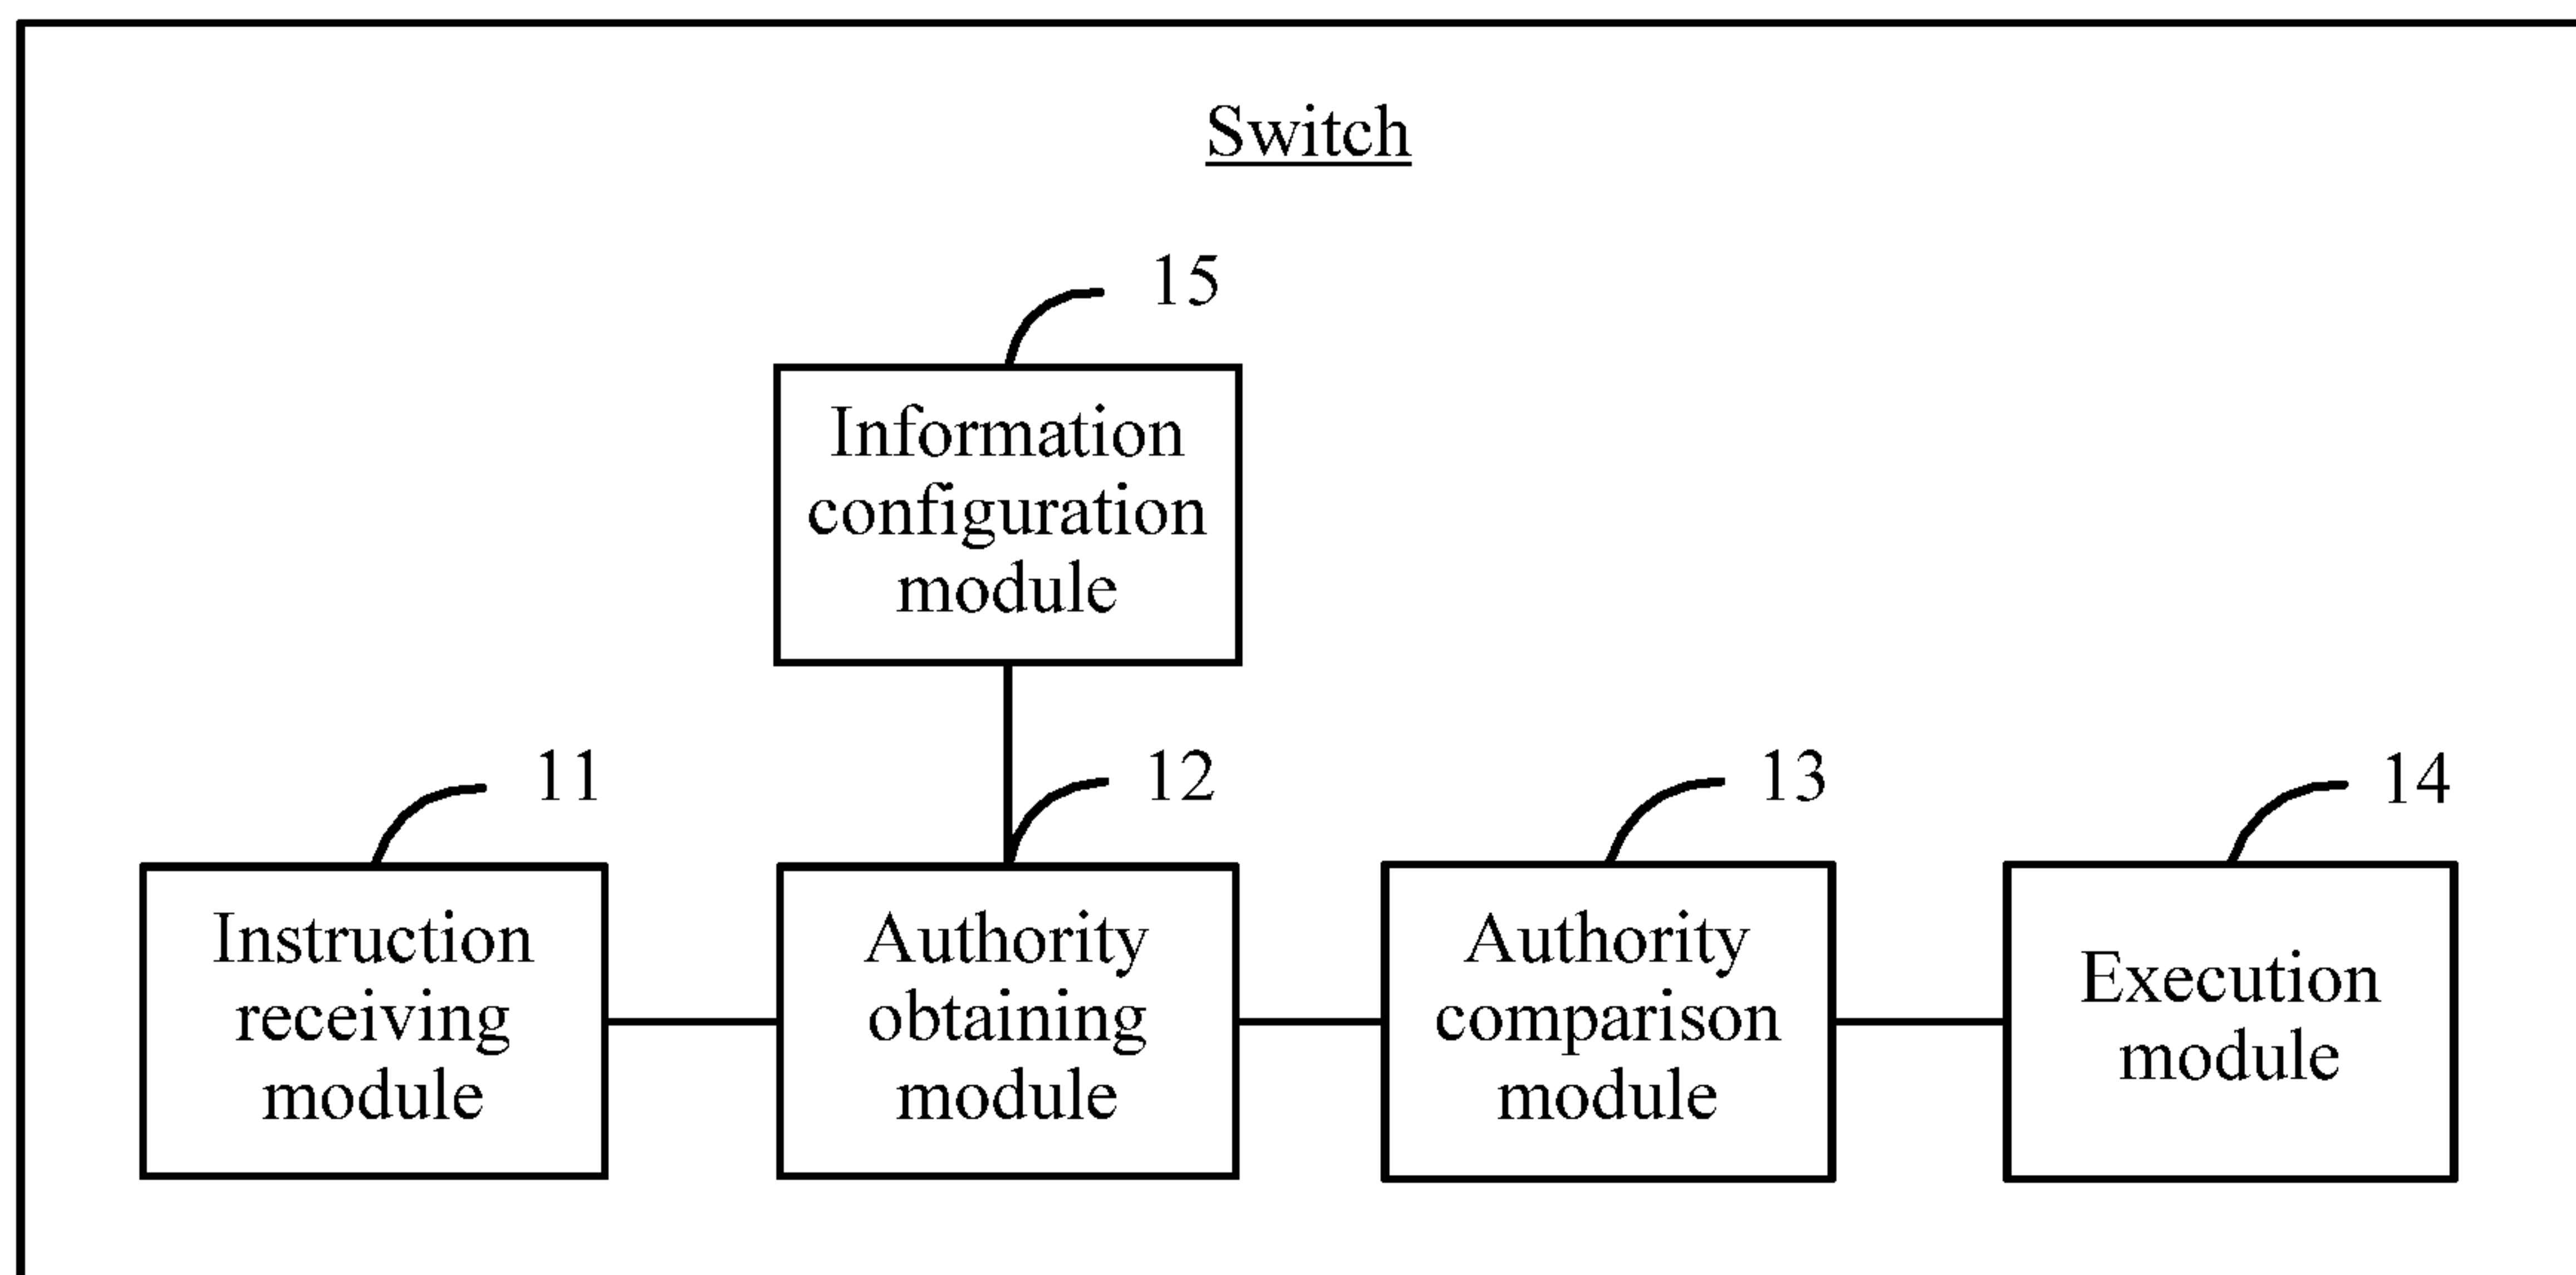 Switch
15
Information
configuration
module
11
12
13
14
Instruction
receiving
module
Authority
obtaining
module
Authority
comparison
module
Execution
module